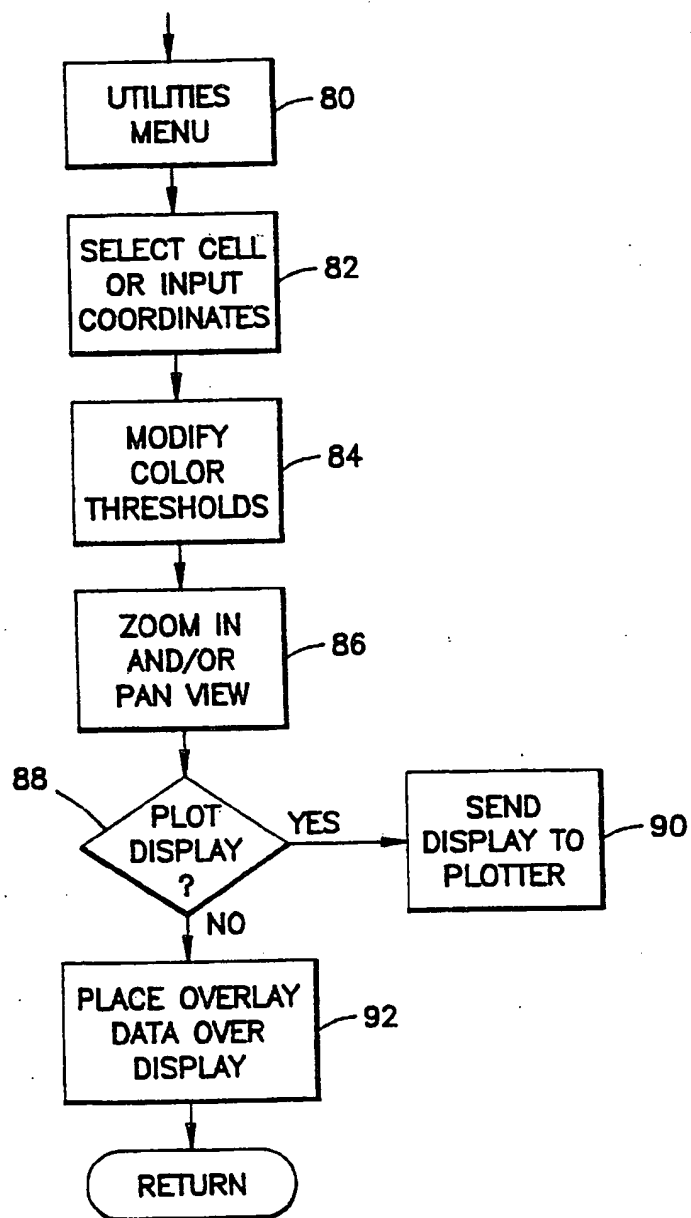 UTILITIES
MENU
80
SELECT CELL
OR INPUT
COORDINATES
82
MODIFY
COLOR
THRESHOLDS
84
ZOOM IN
AND/OR
PAN VIEW
86
88
PLOT
DISPLAY
?
YES
SEND
DISPLAY TO
PLOTTER
90
NO
PLACE OVERLAY
DATA OVER
DISPLAY
92
RETURN